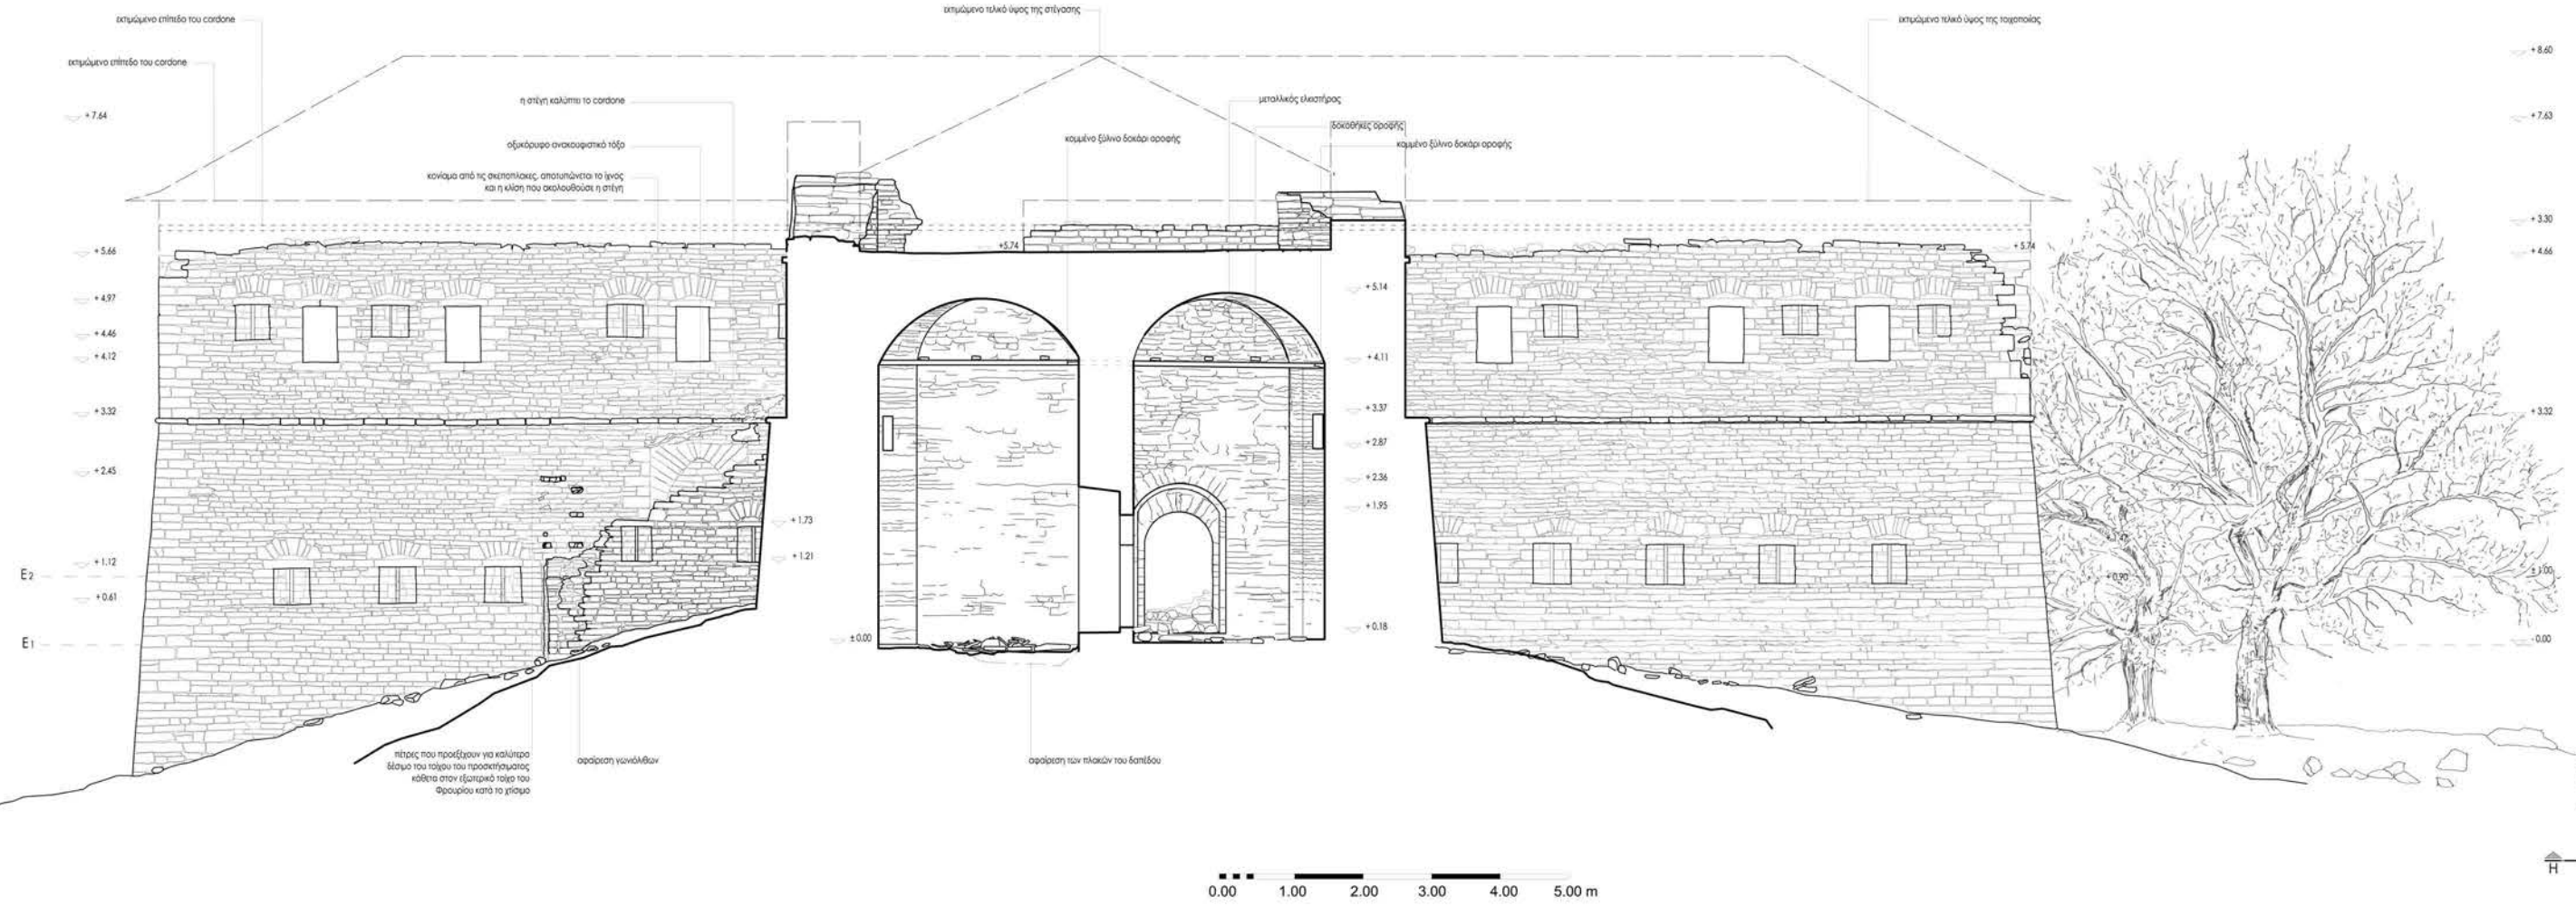 εκτιμώμενο τελικό ύψος της στέγασης
εκτιμώμενο επίπεδο του cordone
εκτιμώμενο τελικό ύψος της τοιχοποιίας
+ 8.60
εκτιμώμενο επίπεδο του cordone
η στέγη καλύπτει το cordone
μεταλλικός ελκυστήρας
+ 7.64
+ 7.63
δοκοθήκες οροφής
κομμένο ξύλινο δοκάρι οροφής
οξυκόρυφο ανακουφιστικό τόξο
κομμένο ξύλινο δοκάρι οροφής
κονίαμα από τις σκεπόπλακες, αποτυπώνεται το ίχνος
και η κλίση που ακολουθούσε η στέγη
+ 3.30
+5.74
+ 5.74
+ 5.66
+ 4.66
+ 5.14
+ 4,97
+ 4.46
+ 4.12
+ 4.11
+ 3.32
+ 3.37
+ 3.32
+ 2.87
+ 2.45
+ 2.36
+ 1.95
+ 1.73
+ 1.21
+ 1.12
E2
+ 0.90
± 1.00
+ 0.61
+ 0.18
± 0.00
E1
0.00
πέτρες που προεξέχουν για καλύτερο
δέσιμο του τοίχου του προσκτήσματος
κάθετα στον εξωτερικό τοίχο του
Φρουρίου κατά το χτίσιμο
αφαίρεση γωνιόλιθων
αφαίρεση των πλακών του δαπέδου
0.00 1.00 2.00 3.00 4.00 5.00 m
H